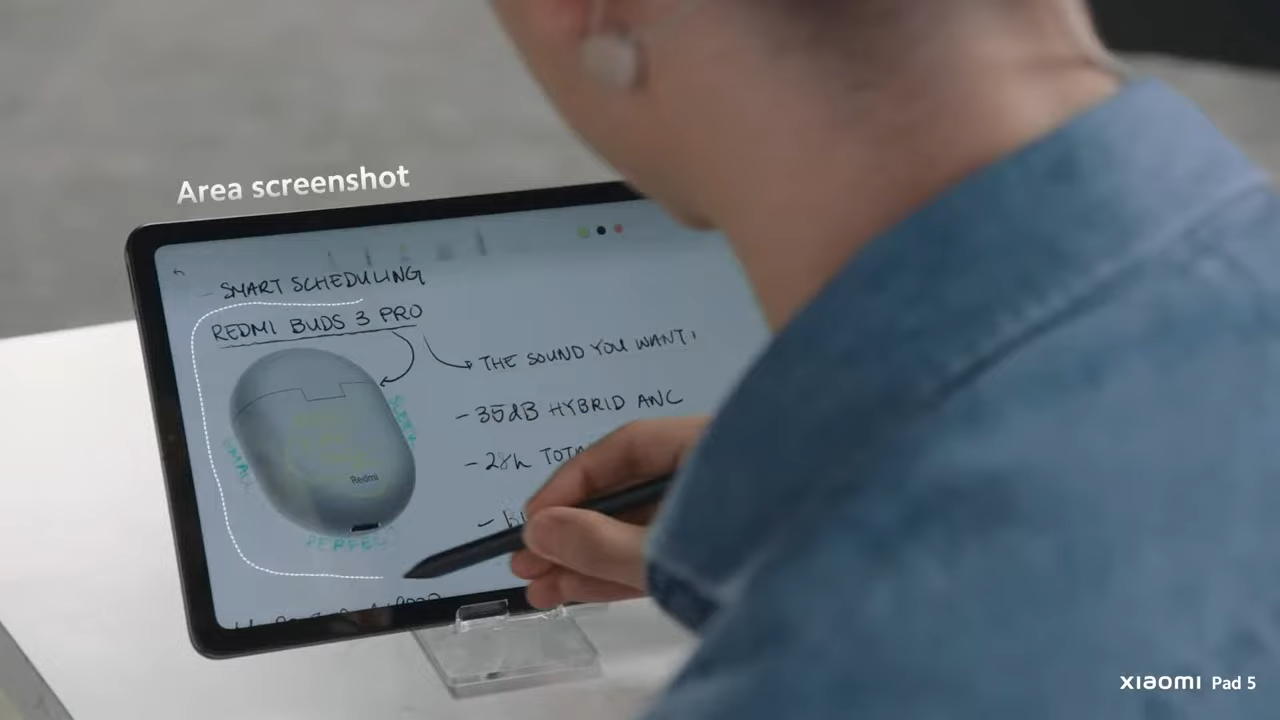 Area screenshot
- SMART SCHEDULING
REDMI BUDS 3 PRO
THE SOUND YOU WANT!
- 35dB HYBRID ANC
- 28h
Redmi
PERFECT
xiaomi Pad 5